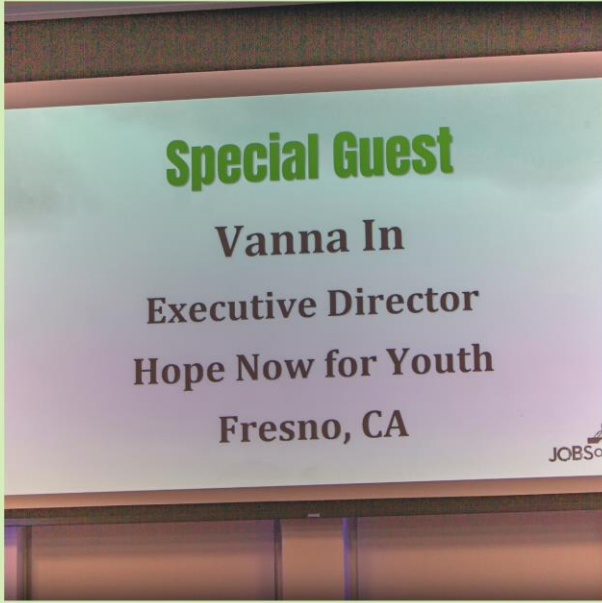 Special Guest
Vanna In
Executive Director
Hope Now for Youth
Fresno, CA